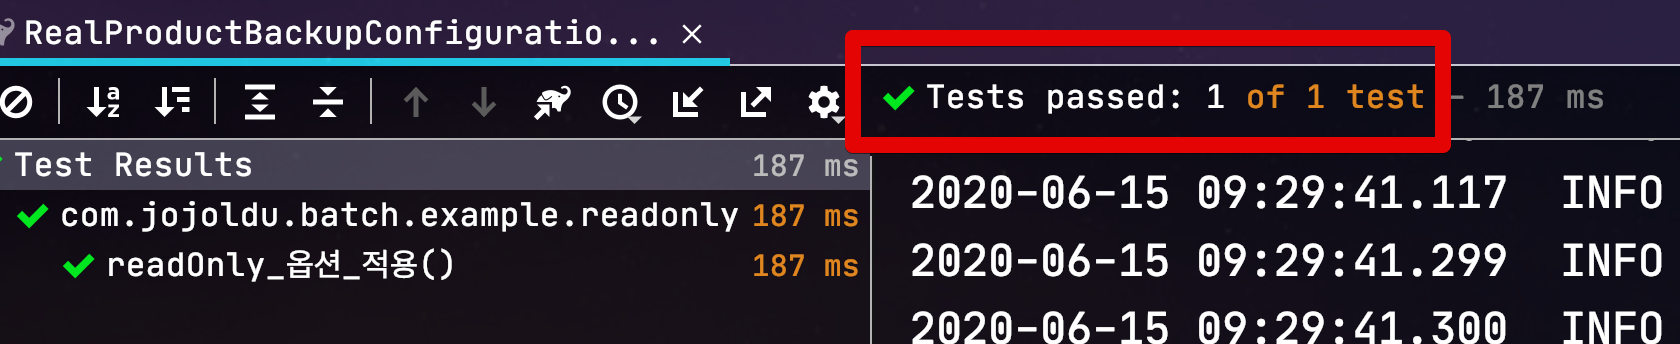 RealProductBackupConfiguratio...
Tests passed: 1 of 1 test – 187 ms
Test Results 187 ms
com.jojoldu.batch.example.readonly 187 ms
readOnly_옵션_적용() 187 ms
2020-06-15 09:29:41.117 INFO
2020-06-15 09:29:41.299 INFO
2020-06-15 09:29:41.300 INFO